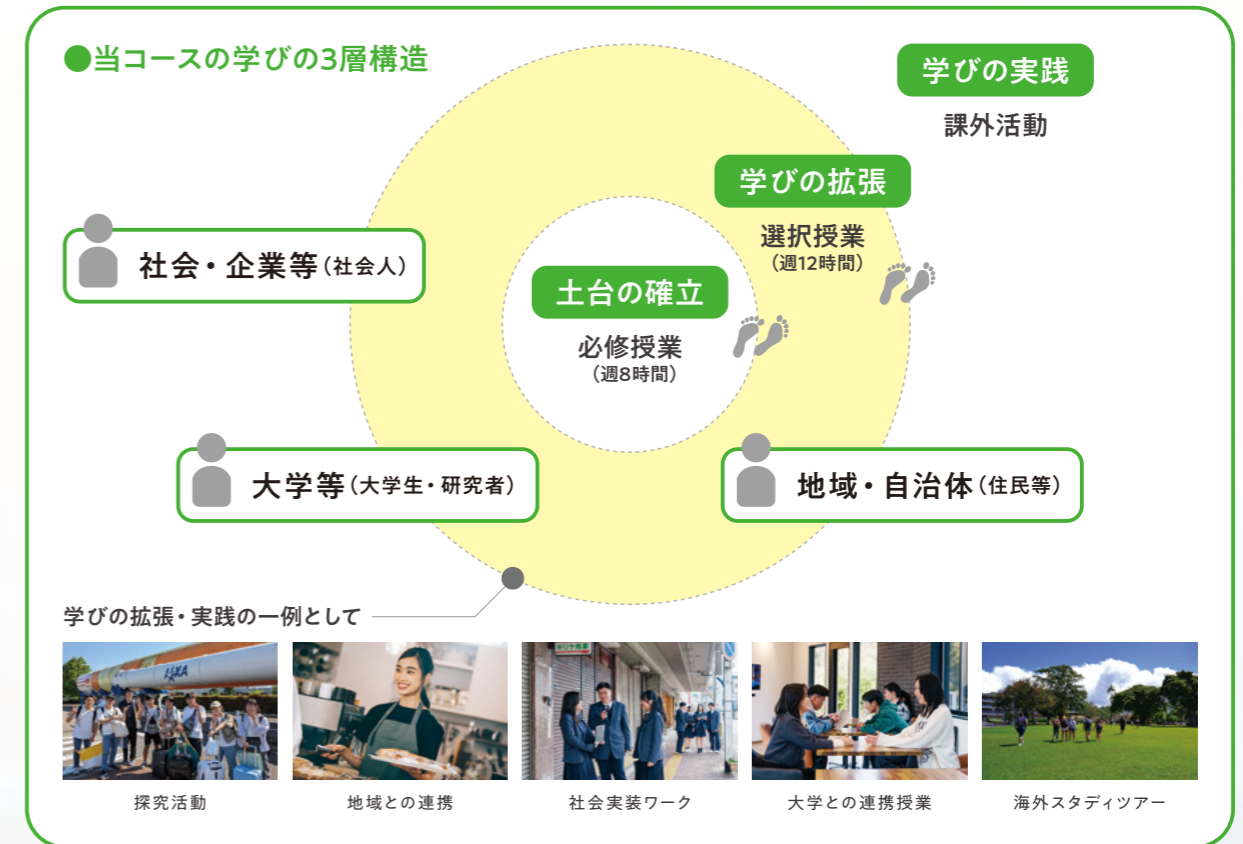 ●当コースの学びの3層構造
学びの実践
課外活動
学びの拡張
選択授業
（週12時間）
土台の確立
必修授業
（週8時間）
社会・企業等（社会人）
大学等（大学生・研究者）
地域・自治体（住民等）
学びの拡張・実践の一例として
JAXA
探究活動
地域との連携
社会実装ワーク
大学との連携授業
海外スタディツアー